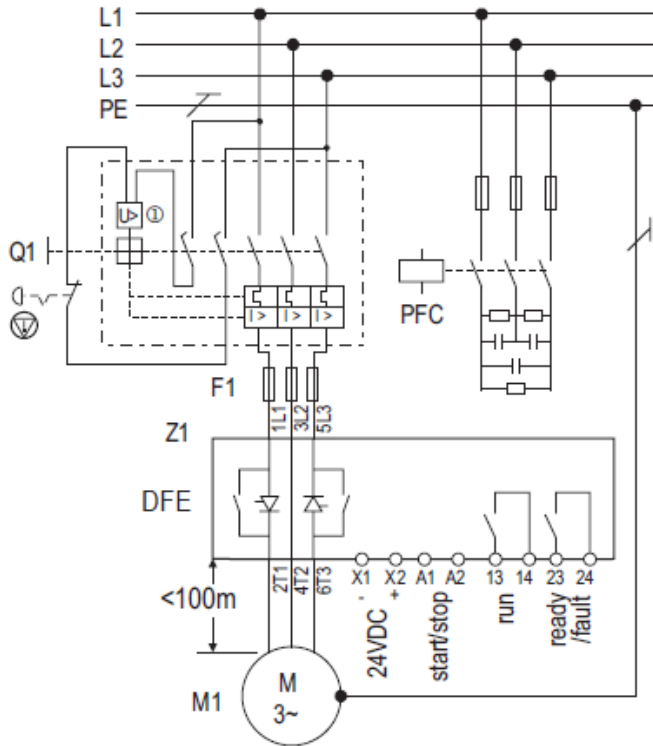 L1
L2
L3
PE
U>
①
Q1
I >
I >
I >
PFC
F1
1L1
3L2
5L3
Z1
DFE
<100m
2T1
4T2
6T3
X1
X2
A1
A2
13
14
23
24
-
+
24VDC
start/stop
run
ready
/fault
M1
M
3~